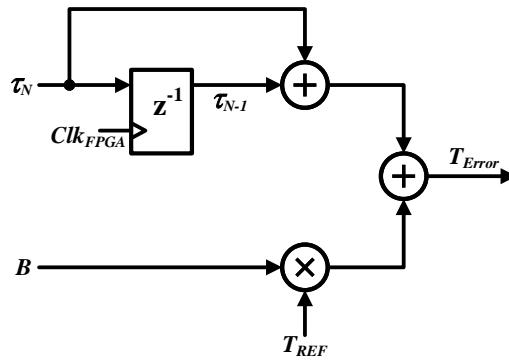 τN
z-1
τN-1
ClkFPGA
TError
B
TREF